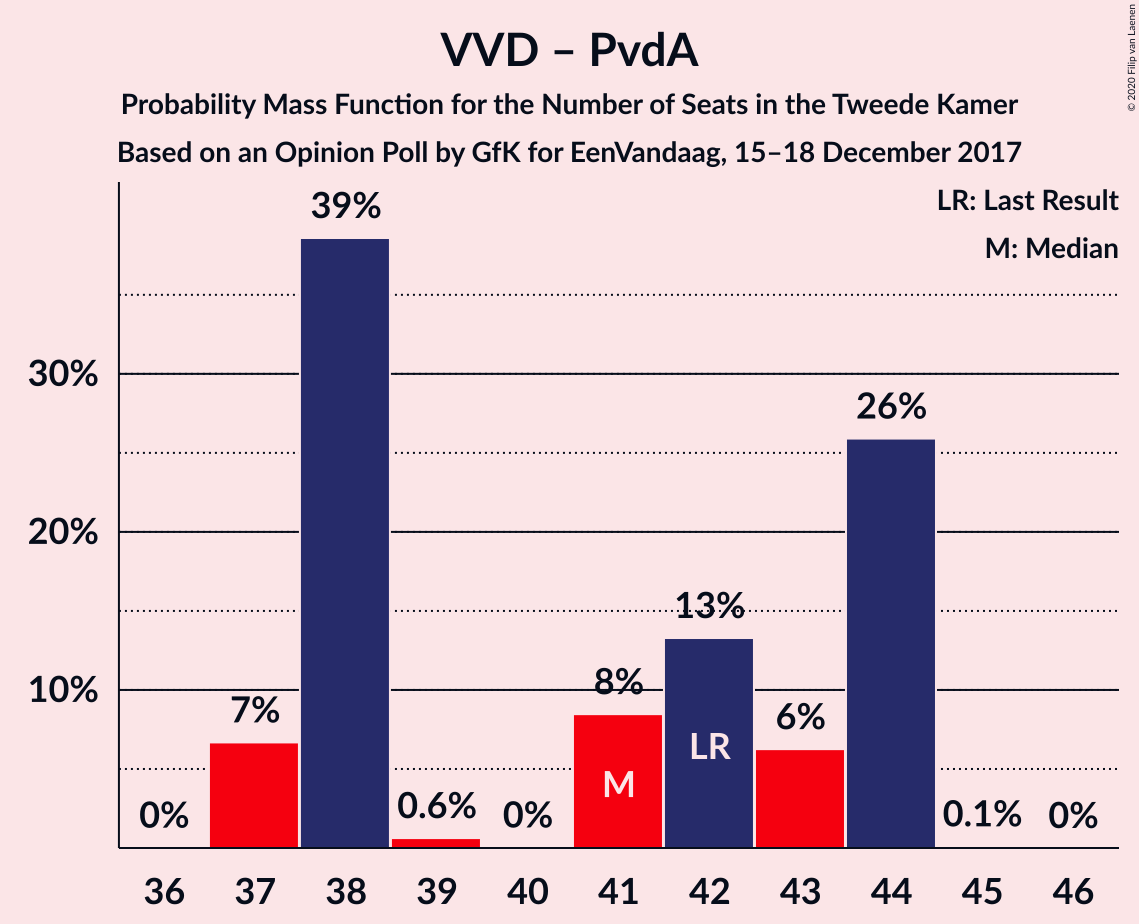 VVD – PvdA
Probability Mass Function for the Number of Seats in the Tweede Kamer
Based on an Opinion Poll by GfK for EenVandaag, 15–18 December 2017
© 2020 Filip van Laenen
LR: Last Result
M: Median
39%
30%
26%
20%
13%
10%
8%
7%
6%
LR
M
0%
0.6%
0%
0.1%
0%
36 37 38 39 40 41 42 43 44 45 46